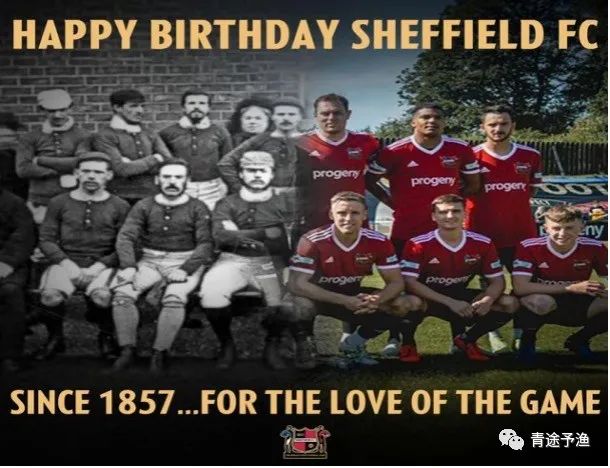 HAPPY BIRTHDAY SHEFFIELD FC
progeny
progeny
progeny
progeny
progeny
progeny
SINCE 1857...FOR THE LOVE OF THE GAME
青途予渔